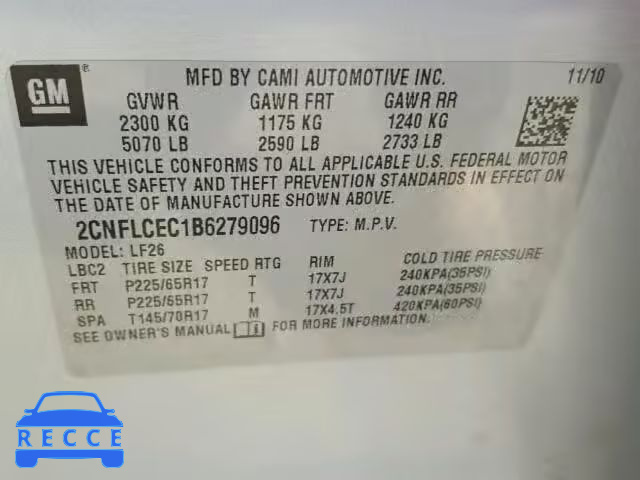 GM ®
MFD BY CAMI AUTOMOTIVE INC. 11/10
GVWR GAWR FRT GAWR RR
2300 KG 1175 KG 1240 KG
5070 LB 2590 LB 2733 LB
THIS VEHICLE CONFORMS TO ALL APPLICABLE U.S. FEDERAL MOTOR
VEHICLE SAFETY AND THEFT PREVENTION STANDARDS IN EFFECT ON
THE DATE OF MANUFACTURE SHOWN ABOVE.
2CNFLCEC1B6279096 TYPE: M.P.V.
MODEL: LF26
LBC2 TIRE SIZE SPEED RTG RIM COLD TIRE PRESSURE
FRT P225/65R17 T 17X7J 240KPA(35PSI)
RR P225/65R17 T 17X7J 240KPA(35PSI)
SPA T145/70R17 M 17X4.5T 420KPA(60PSI)
SEE OWNER'S MANUAL FOR MORE INFORMATION.
RECCE